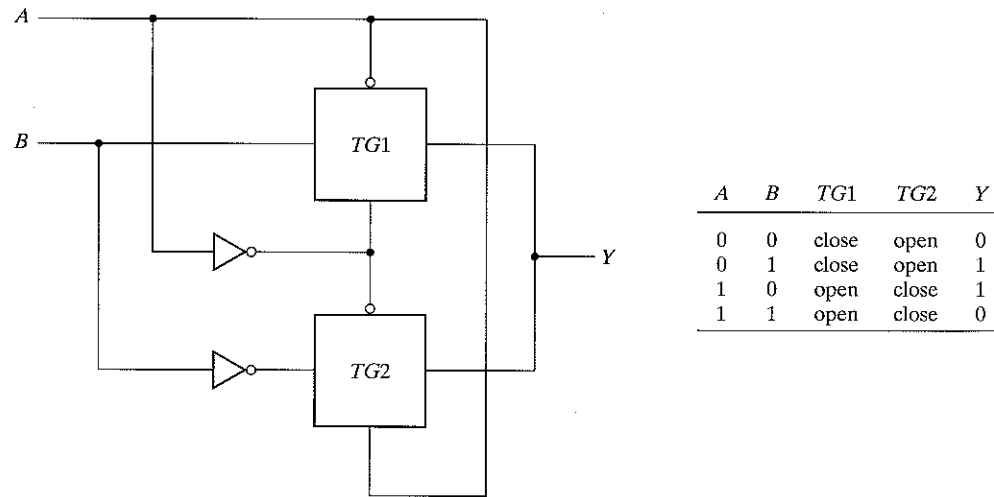 A
B
TG1
TG2
Y
A B TG1 TG2 Y
0 0 close open 0
0 1 close open 1
1 0 open close 1
1 1 open close 0